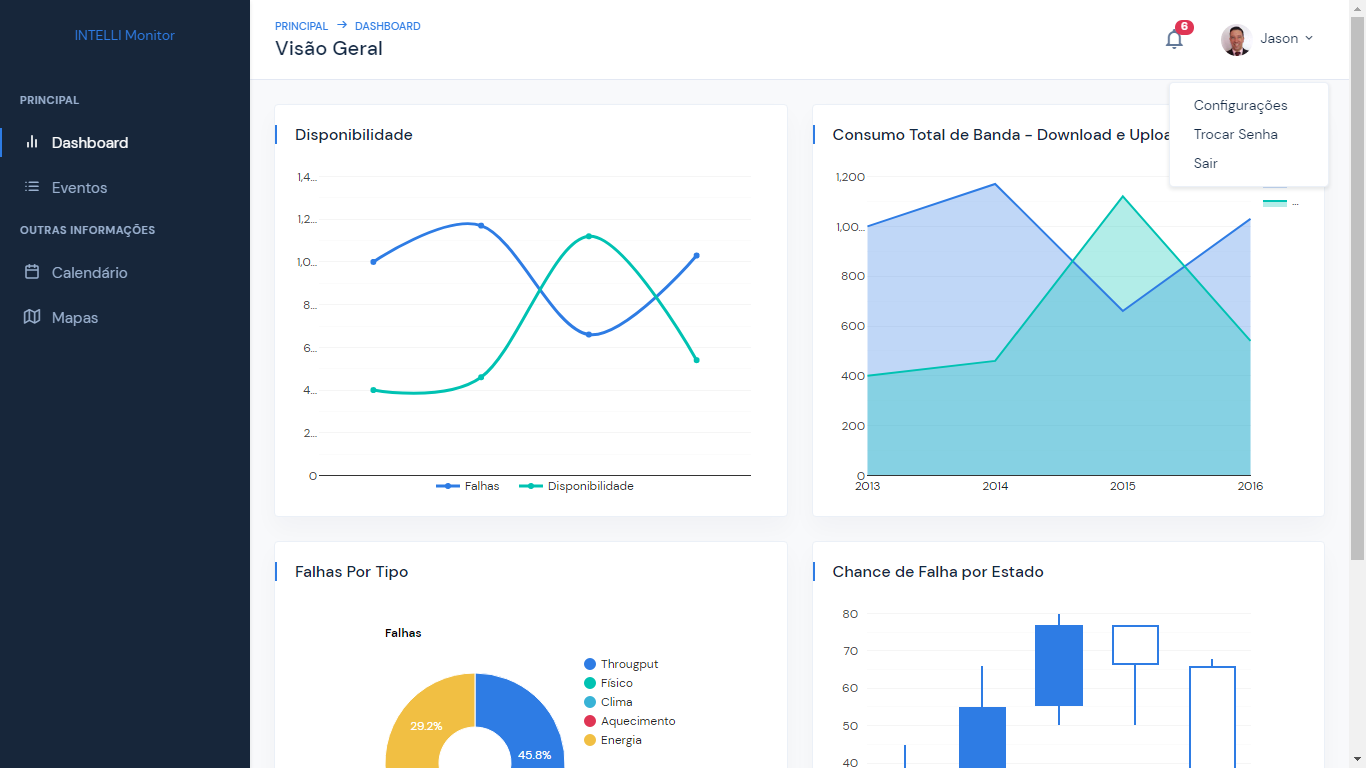 INTELLI Monitor
PRINCIPAL
Dashboard
Eventos
OUTRAS INFORMAÇÕES
Calendário
Mapas
PRINCIPAL → DASHBOARD
Visão Geral
6
Jason
Configurações
Trocar Senha
Sair
Disponibilidade
1,4...
1,2...
1,0...
8...
6...
4...
2...
0
Falhas
Disponibilidade
Consumo Total de Banda - Download e Uploa
1,200
1,00...
800
600
400
200
0
2013
2014
2015
2016
...
Falhas Por Tipo
Falhas
29.2%
45.8%
Througput
Físico
Clima
Aquecimento
Energia
Chance de Falha por Estado
80
70
60
50
40